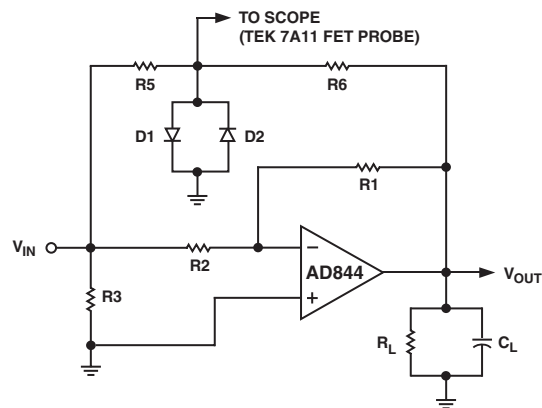 TO SCOPE
(TEK 7A11 FET PROBE)
R5
R6
D1
D2
R1
V_IN
R2
–
AD844
+
V_OUT
R3
R_L
C_L